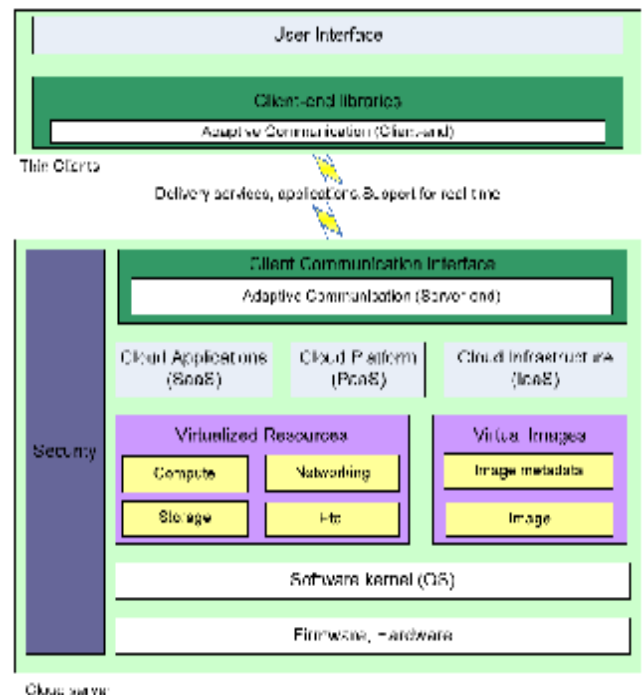 User Interface
Client-end libraries
Adaptive Communication (Client-end)
Thin Clients
Delivery services, applications. Support for real time
Client Communication Interface
Adaptive Communication (Server end)
Cloud Applications
(SaaS)
Cloud Platform
(PaaS)
Cloud Infrastructure
(IaaS)
Security
Virtualized Resources
Compute
Networking
Storage
Etc
Virtual Images
Image metadata
Image
Software kernel (OS)
Firmware, Hardware
Cloud server